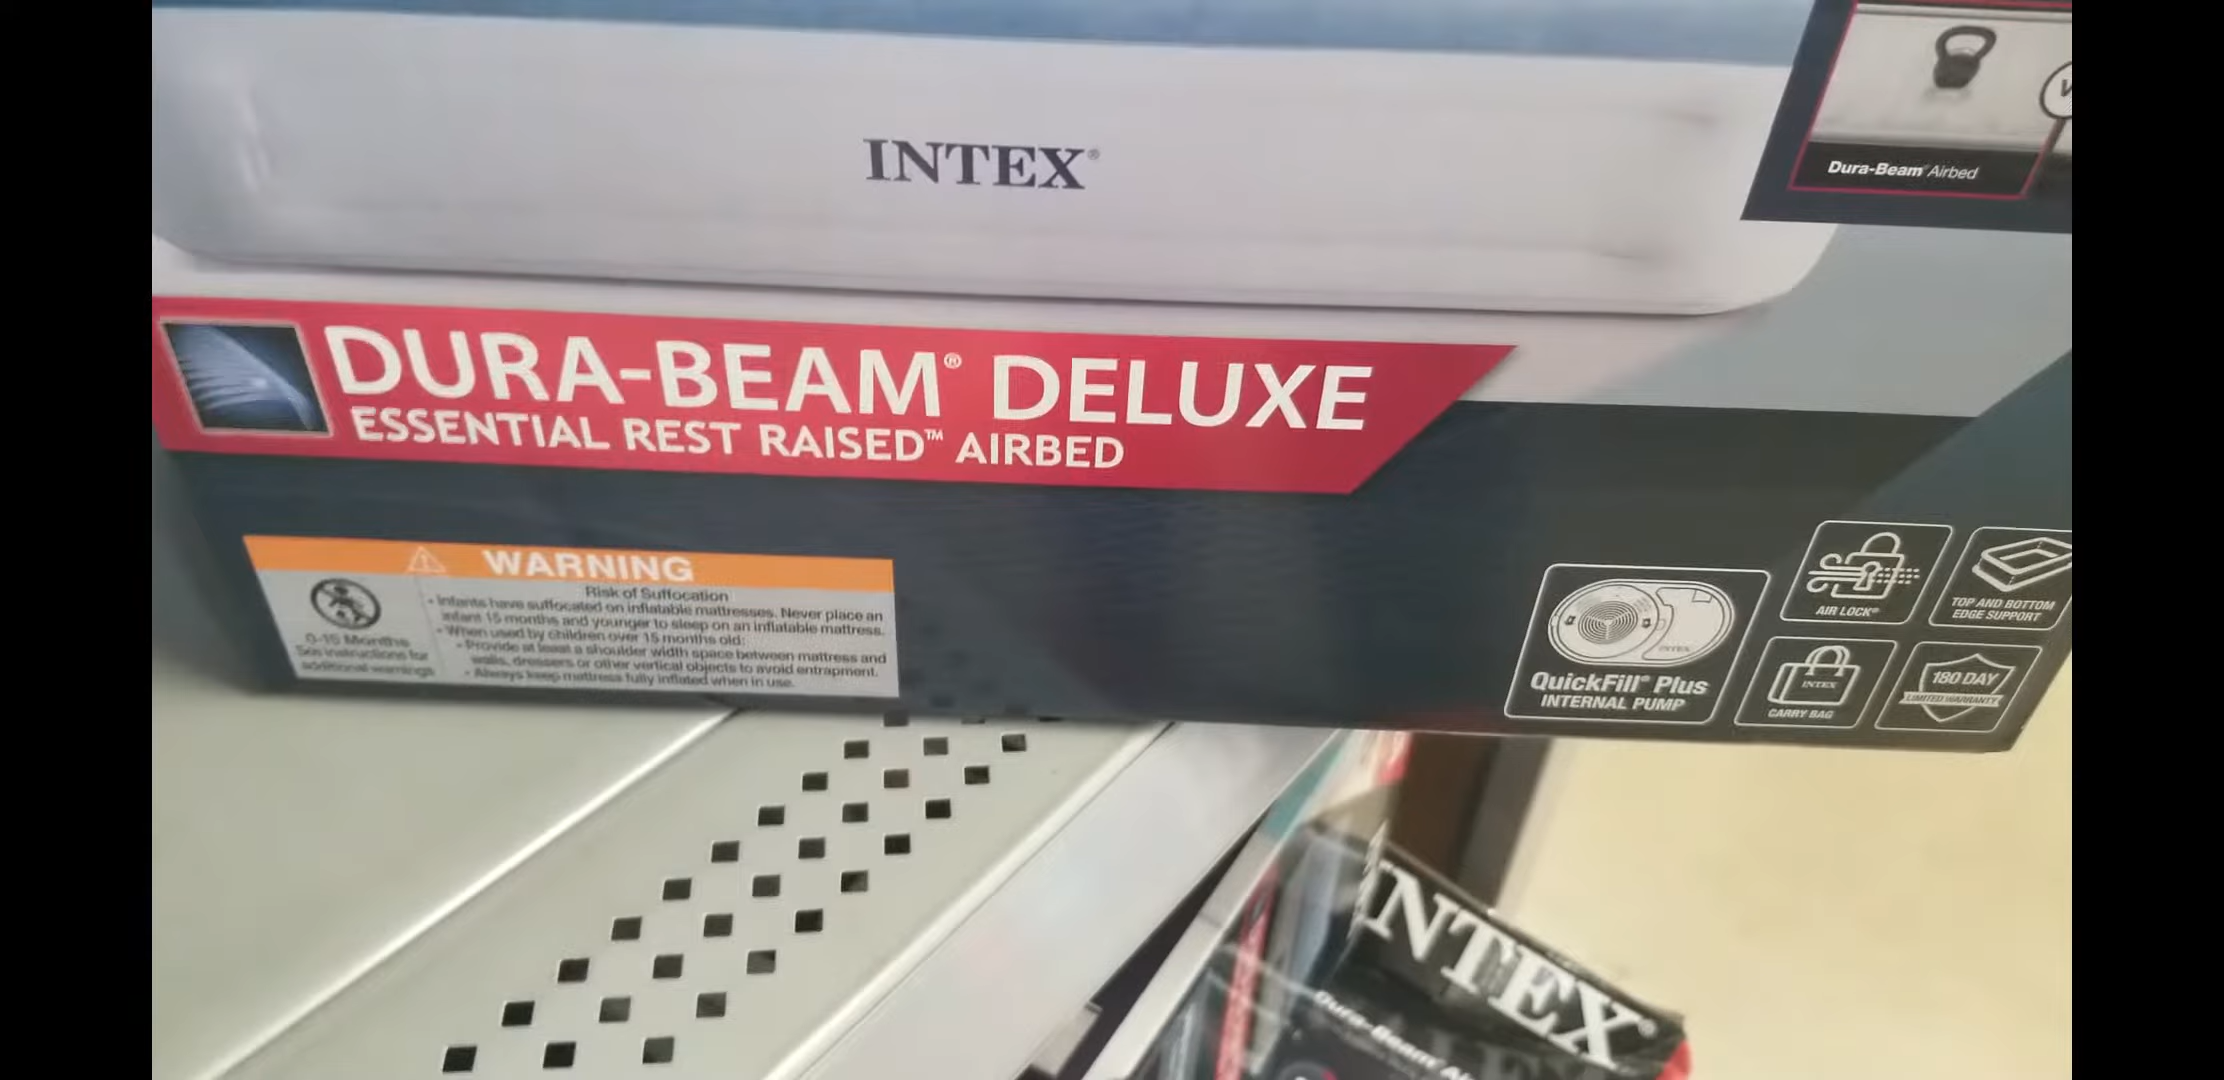 INTEX®
Dura-Beam® Airbed
DURA-BEAM® DELUXE
ESSENTIAL REST RAISED™ AIRBED
WARNING
Risk of Suffocation
• Infants have suffocated on inflatable mattresses. Never place an
infant 15 months and younger to sleep on an inflatable mattress.
• When used by children over 15 months old:
• Provide at least a shoulder width space between mattress and
walls, dressers or other vertical objects to avoid entrapment.
• Always keep mattress fully inflated when in use.
0-15 Months
See instructions for
additional warnings
INTEX
QuickFill® Plus
INTERNAL PUMP
AIR LOCK®
TOP AND BOTTOM
EDGE SUPPORT
INTEX
CARRY BAG
180 DAY
LIMITED WARRANTY
INTEX®
Dura-Beam®